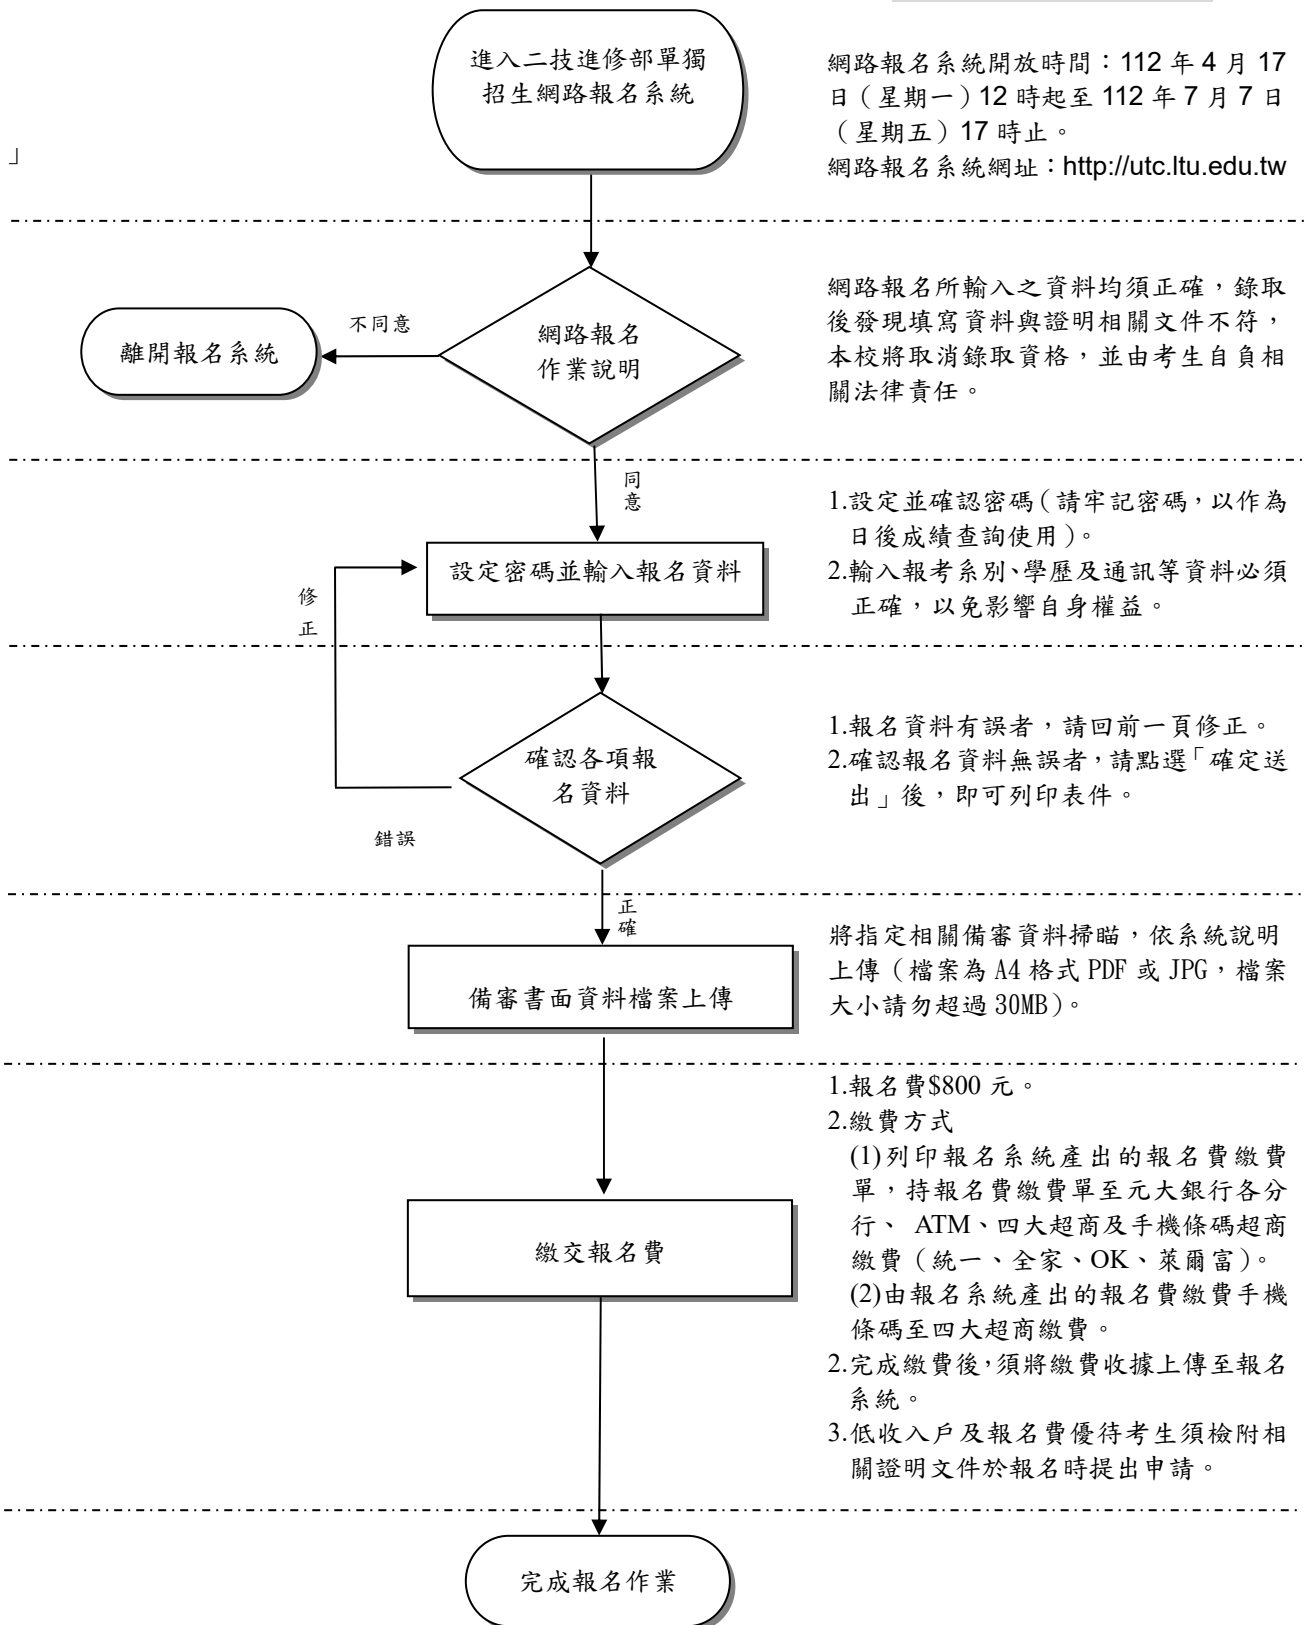 進入二技進修部單獨
招生網路報名系統
網路報名系統開放時間：112 年 4 月 17
日（星期一）12 時起至 112 年 7 月 7 日
（星期五）17 時止。
網路報名系統網址：http://utc.ltu.edu.tw
」
網路報名
作業說明
不同意
離開報名系統
網路報名所輸入之資料均須正確，錄取
後發現填寫資料與證明相關文件不符，
本校將取消錄取資格，並由考生自負相
關法律責任。
同
意
設定密碼並輸入報名資料
修
正
1.設定並確認密碼（請牢記密碼，以作為
日後成績查詢使用）。
2.輸入報考系別、學歷及通訊等資料必須
正確，以免影響自身權益。
確認各項報
名資料
錯誤
1.報名資料有誤者，請回前一頁修正。
2.確認報名資料無誤者，請點選「確定送
出」後，即可列印表件。
正
確
備審書面資料檔案上傳
將指定相關備審資料掃瞄，依系統說明
上傳（檔案為 A4 格式 PDF 或 JPG，檔案
大小請勿超過 30MB）。
繳交報名費
1.報名費$800 元。
2.繳費方式
(1)列印報名系統產出的報名費繳費
單，持報名費繳費單至元大銀行各分
行、 ATM、四大超商及手機條碼超商
繳費（統一、全家、OK、萊爾富）。
(2)由報名系統產出的報名費繳費手機
條碼至四大超商繳費。
2.完成繳費後，須將繳費收據上傳至報名
系統。
3.低收入戶及報名費優待考生須檢附相
關證明文件於報名時提出申請。
完成報名作業